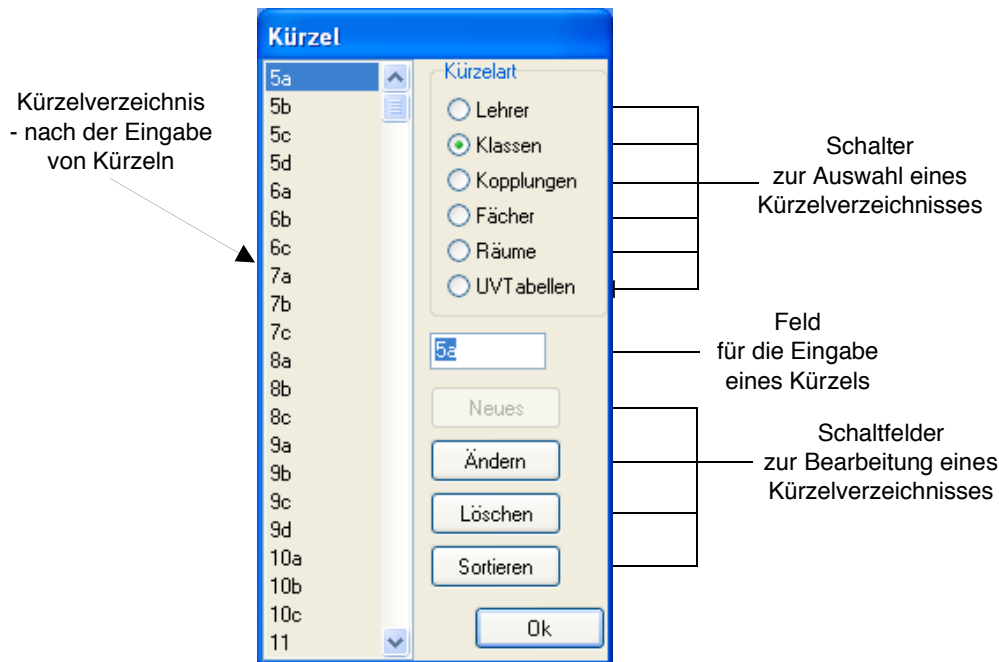 Kürzel
Kürzelverzeichnis
- nach der Eingabe
von Kürzeln
5a
5b
5c
5d
6a
6b
6c
7a
7b
7c
8a
8b
8c
9a
9b
9c
9d
10a
10b
10c
11
Kürzelart
Lehrer
Klassen
Kopplungen
Fächer
Räume
UVTabellen
5a
Neues
Ändern
Löschen
Sortieren
Ok
Schalter
zur Auswahl eines
Kürzelverzeichnisses
Feld
für die Eingabe
eines Kürzels
Schaltfelder
zur Bearbeitung eines
Kürzelverzeichnisses